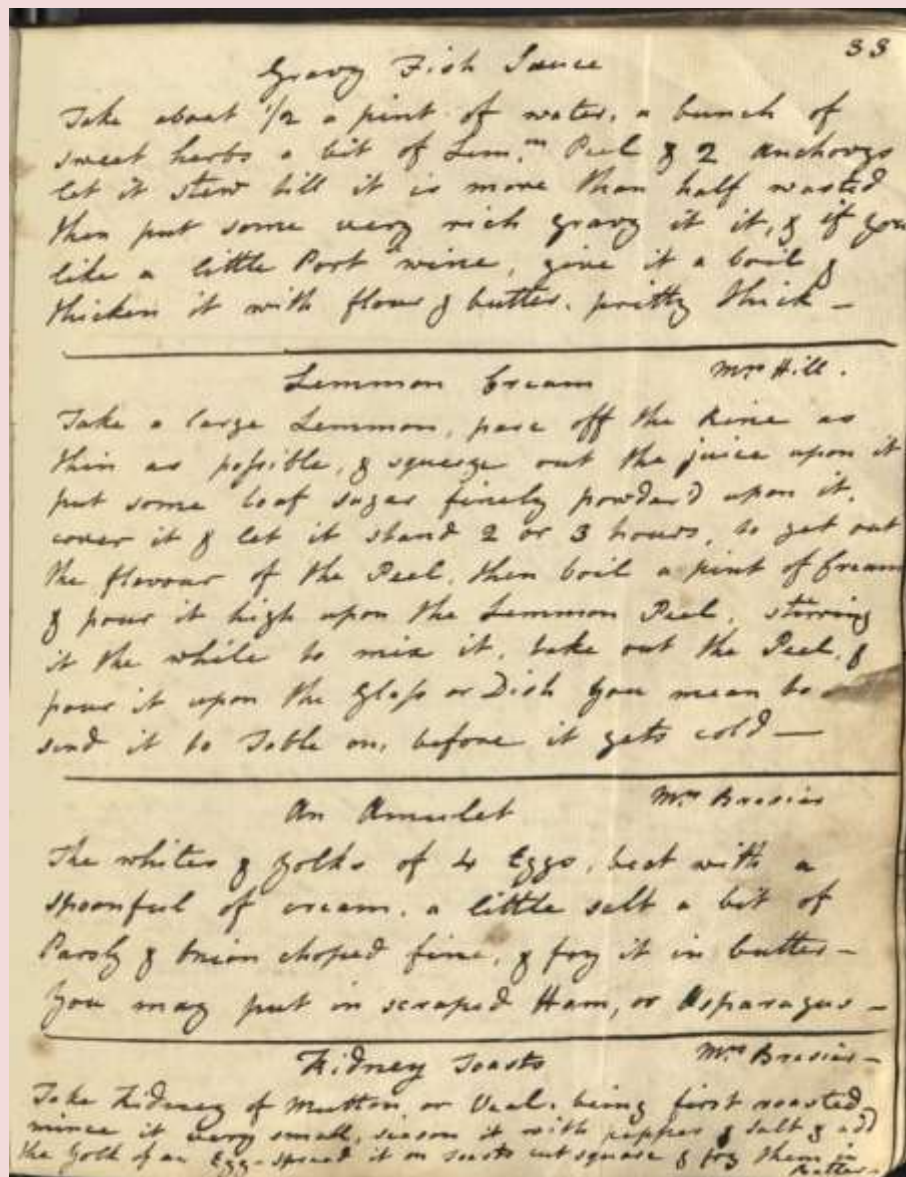 33
Gravy Fish Sauce
Take about 1/2 a pint of water, a bunch of
sweet herbs a bit of Lem.ⁿ Peel & 2 Anchovys
let it stew till it is more than half wasted
then put some very rich gravy it it, & if you
like a little Port wine, give it a boil &
thicken it with flour & butter. pritty thick –
Lemmon Cream Mrs Hill.
Take a large Lemmon, pare off the Rine as
thin as possible, & squeeze out the juice upon it
put some loaf sugar finely powder'd upon it,
cover it & let it stand 2 or 3 hours, to get out
the flavour of the Peel, then boil a pint of Cream
& pour it high upon the Lemmon Peel, stirring
it the while to mix it, take out the Peel, &
pour it upon the Glass or Dish you mean to
send it to Table on, before it gets cold —
An Amulet Mrs Brasier
The whites & yolks of 4 Eggs, beat with a
spoonful of cream, a little salt a bit of
Parsly & Onion choped fine, & fry it in butter –
You may put in scraped Ham, or Asparagus –
Kidney Toasts Mrs Brasier –
Take Kidney of Mutton, or Veal, being first roasted,
mince it very small, season it with pepper & salt & add
the yolk of an Egg – spread it on toasts cut square & fry them in
butter –